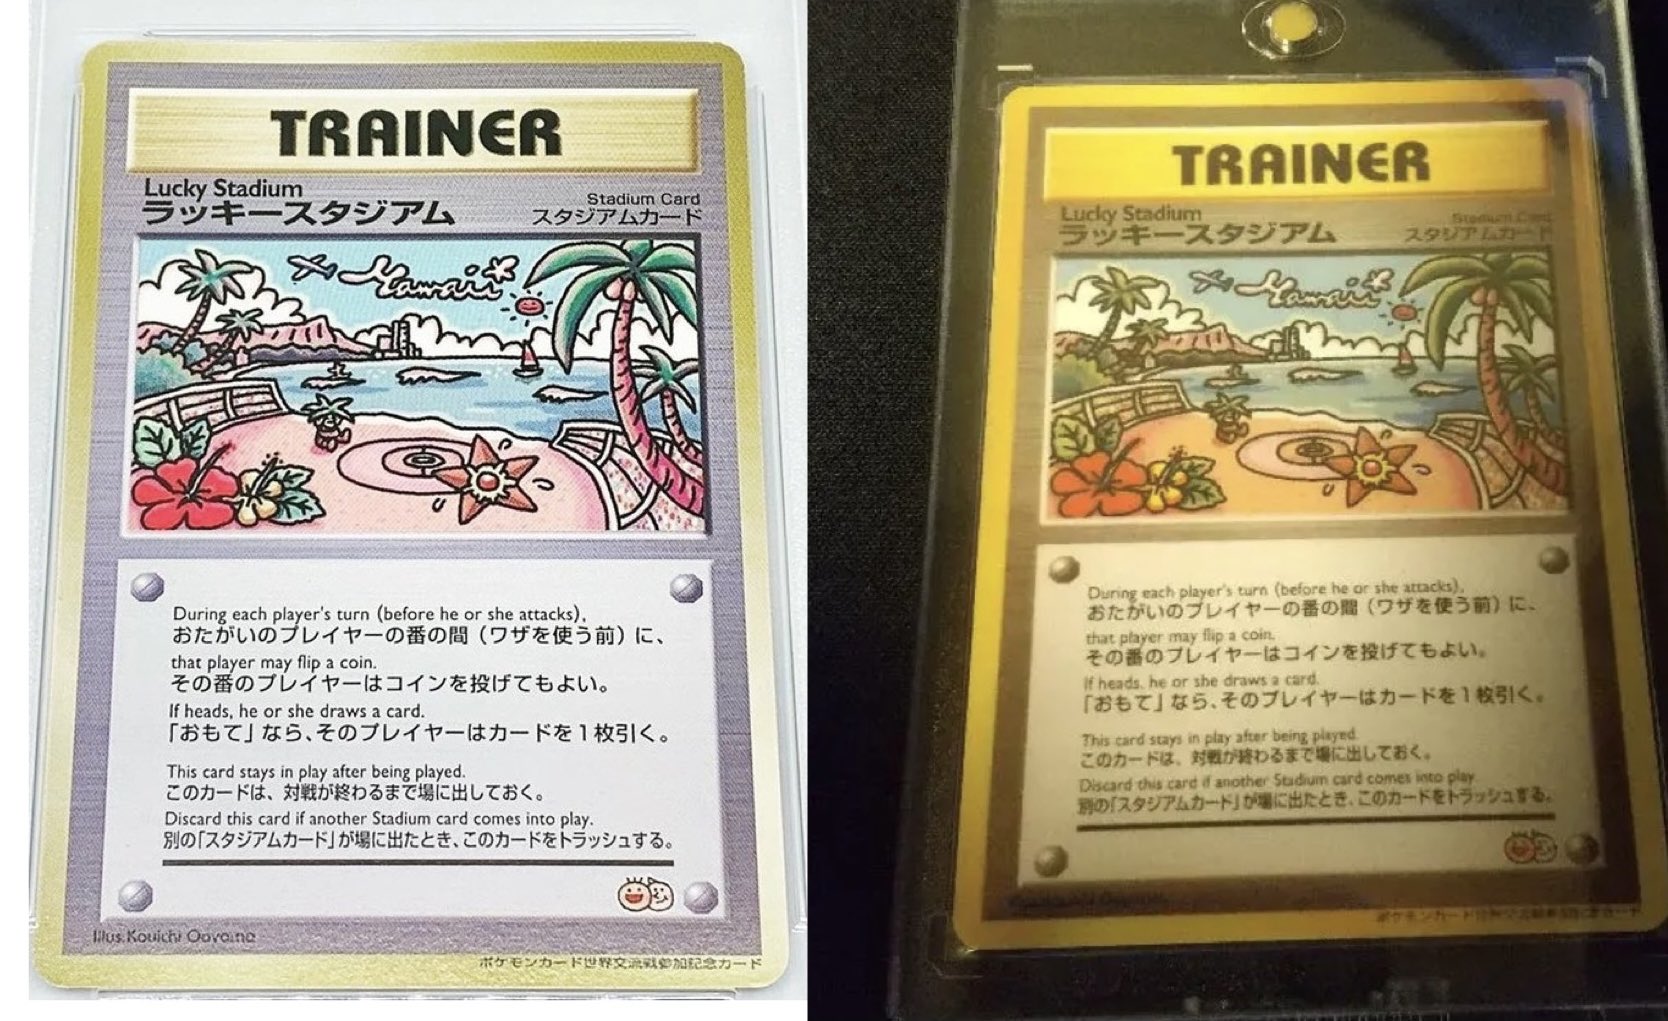 TRAINER
Lucky Stadium
ラッキースタジアム
Stadium Card
スタジアムカード
Hawaii
During each player's turn (before he or she attacks),
おたがいのプレイヤーの番の間（ワザを使う前）に、
that player may flip a coin.
その番のプレイヤーはコインを投げてもよい。
If heads, he or she draws a card.
「おもて」なら、そのプレイヤーはカードを1枚引く。
This card stays in play after being played.
このカードは、対戦が終わるまで場に出しておく。
Discard this card if another Stadium card comes into play.
別の「スタジアムカード」が場に出たとき、このカードをトラッシュする。
Illus. Kouichi Ooyama
ポケモンカード世界交流戦参加記念カード
TRAINER
Lucky Stadium
ラッキースタジアム
Stadium Card
スタジアムカード
Hawaii
During each player's turn (before he or she attacks),
おたがいのプレイヤーの番の間（ワザを使う前）に、
that player may flip a coin.
その番のプレイヤーはコインを投げてもよい。
If heads, he or she draws a card.
「おもて」なら、そのプレイヤーはカードを1枚引く。
This card stays in play after being played.
このカードは、対戦が終わるまで場に出しておく。
Discard this card if another Stadium card comes into play.
別の「スタジアムカード」が場に出たとき、このカードをトラッシュする。
ポケモンカード世界交流戦参加記念カード